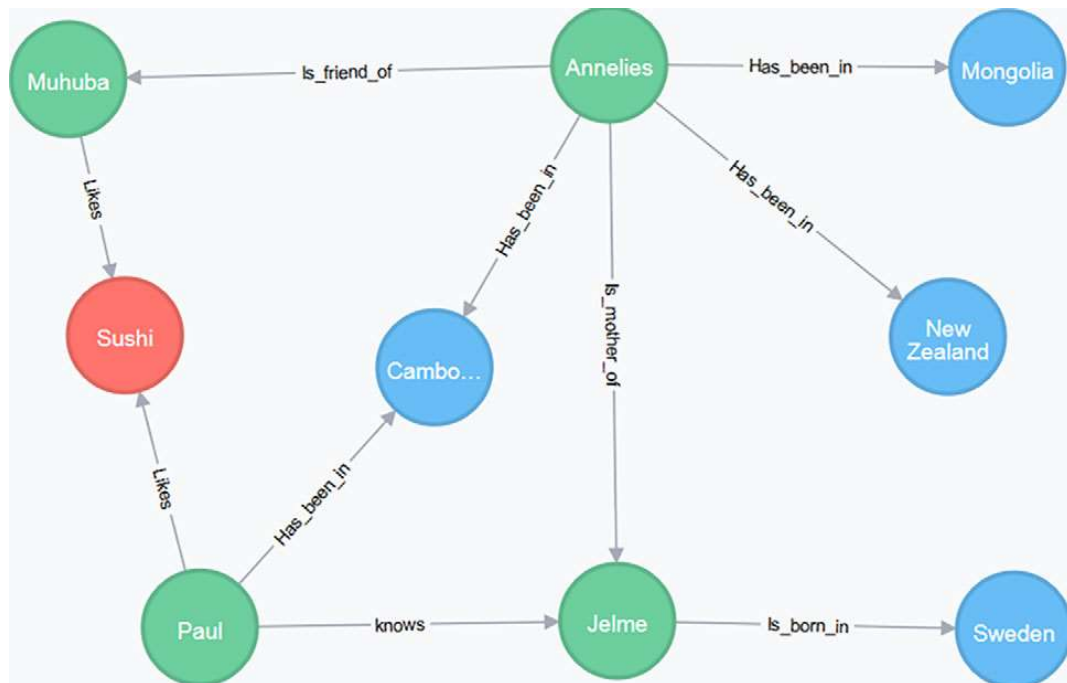 Muhuba
Is_friend_of
Annelies
Has_been_in
Mongolia
Likes
Has_been_in
Has_been_in
Is_mother_of
Sushi
Cambo...
New
Zealand
Likes
Has_been_in
Paul
knows
Jelme
Is_born_in
Sweden